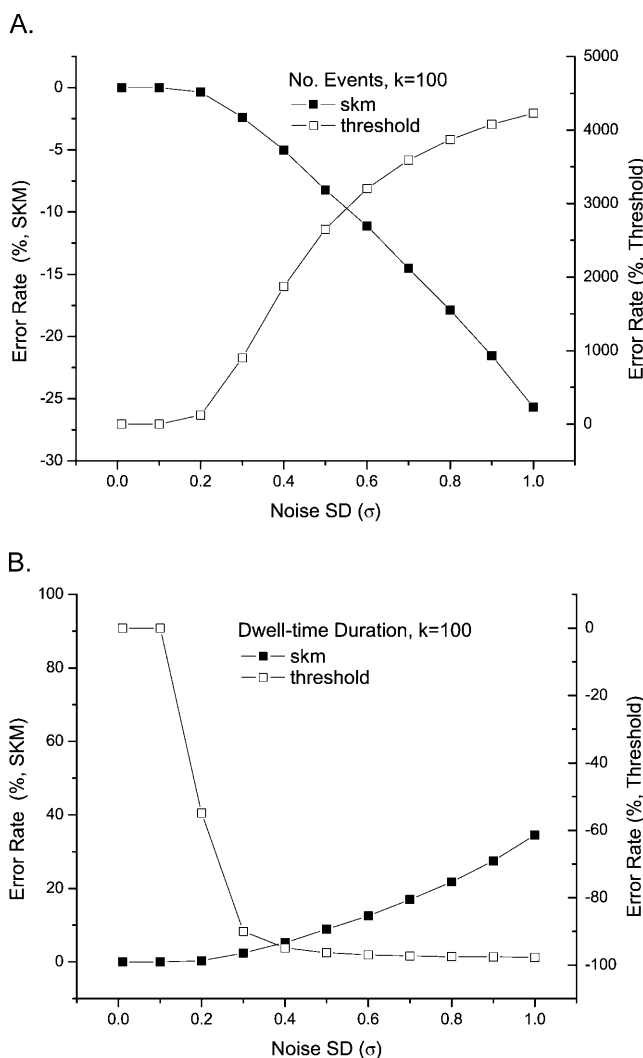 A.
No. Events, k=100
skm
threshold
Error Rate (%, SKM)
0
-5
-10
-15
-20
-25
-30
Error Rate (%, Threshold)
5000
4000
3000
2000
1000
0
0.0 0.2 0.4 0.6 0.8 1.0
Noise SD (σ)
B.
Dwell-time Duration, k=100
skm
threshold
Error Rate (%, SKM)
100
80
60
40
20
0
Error Rate (%, Threshold)
0
-20
-40
-60
-80
-100
0.0 0.2 0.4 0.6 0.8 1.0
Noise SD (σ)